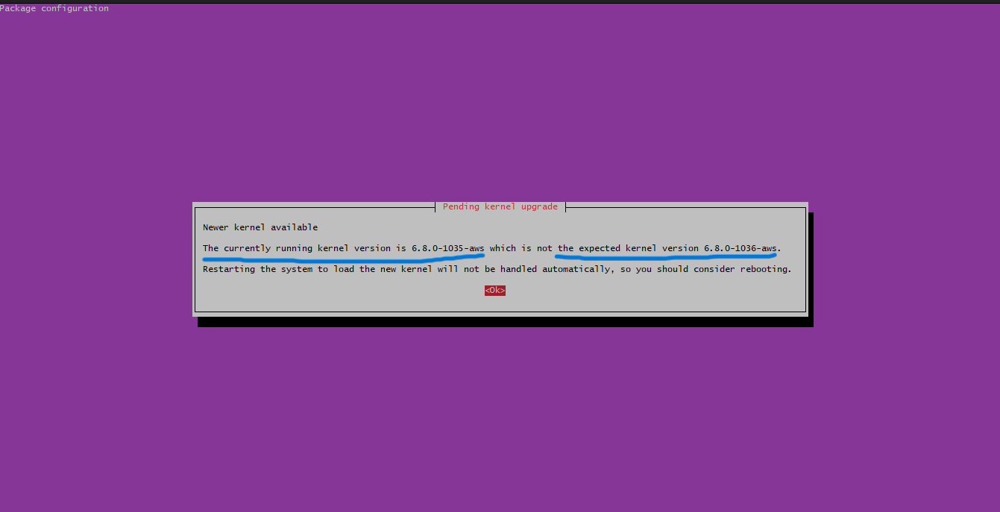 Package configuration
Pending kernel upgrade
Newer kernel available
The currently running kernel version is 6.8.0-1035-aws which is not the expected kernel version 6.8.0-1036-aws.
Restarting the system to load the new kernel will not be handled automatically, so you should consider rebooting.
<Ok>